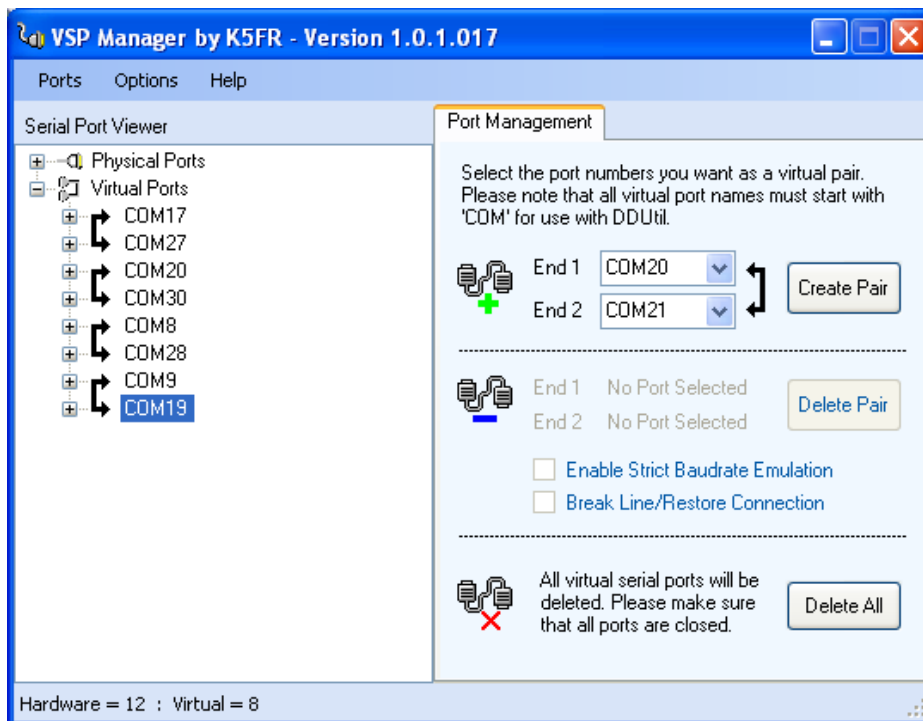 VSP Manager by K5FR - Version 1.0.1.017
Ports Options Help
Serial Port Viewer
Physical Ports
Virtual Ports
COM17
COM27
COM20
COM30
COM8
COM28
COM9
COM19
Port Management
Select the port numbers you want as a virtual pair.
Please note that all virtual port names must start with
'COM' for use with DDUtil.
End 1 COM20
End 2 COM21
Create Pair
End 1 No Port Selected
End 2 No Port Selected
Delete Pair
Enable Strict Baudrate Emulation
Break Line/Restore Connection
All virtual serial ports will be
deleted. Please make sure
that all ports are closed.
Delete All
Hardware = 12 : Virtual = 8